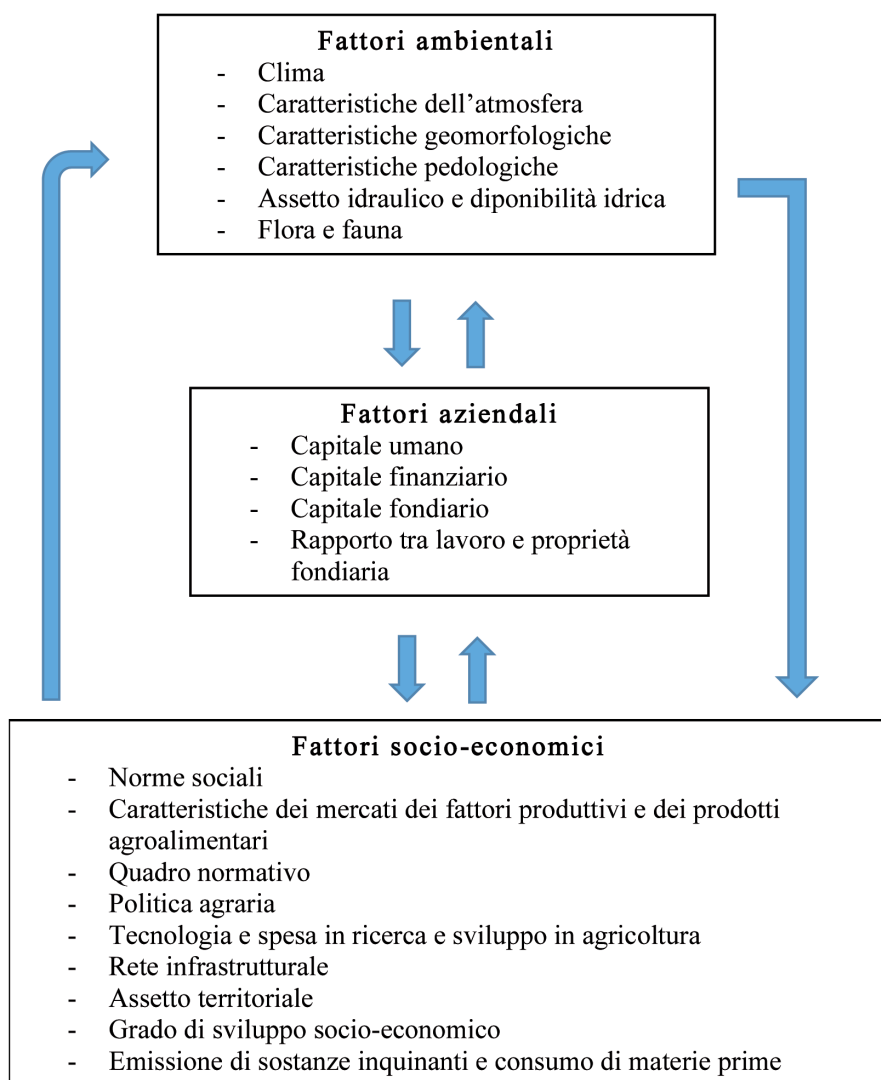 Fattori ambientali
- Clima
- Caratteristiche dell’atmosfera
- Caratteristiche geomorfologiche
- Caratteristiche pedologiche
- Assetto idraulico e diponibilità idrica
- Flora e fauna
Fattori aziendali
- Capitale umano
- Capitale finanziario
- Capitale fondiario
- Rapporto tra lavoro e proprietà
fondiaria
Fattori socio-economici
- Norme sociali
- Caratteristiche dei mercati dei fattori produttivi e dei prodotti
agroalimentari
- Quadro normativo
- Politica agraria
- Tecnologia e spesa in ricerca e sviluppo in agricoltura
- Rete infrastrutturale
- Assetto territoriale
- Grado di sviluppo socio-economico
- Emissione di sostanze inquinanti e consumo di materie prime